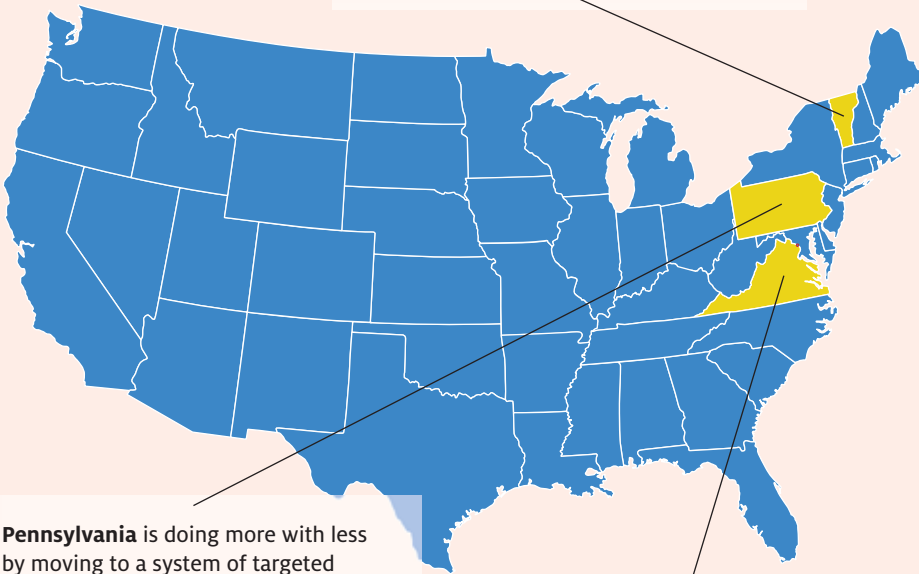 Pennsylvania is doing more with less
by moving to a system of targeted